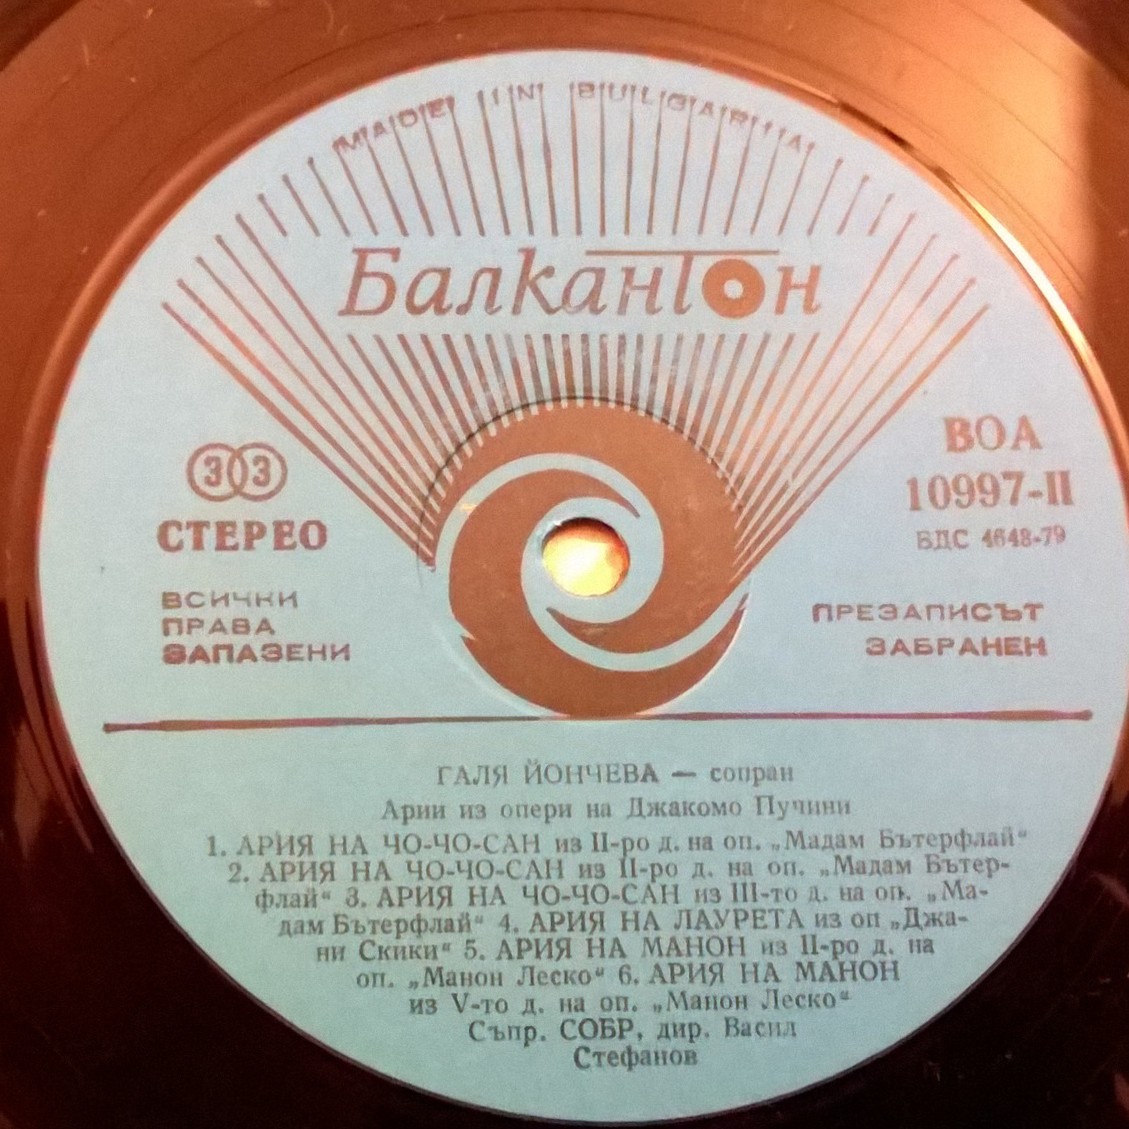 MADE IN BULGARIA
Балкантон
33
СТЕРЕО
ВСИЧКИ
ПРАВА
ЗАПАЗЕНИ
ВОА
10997-II
БДС 4648-79
ПРЕЗАПИСЪТ
ЗАБРАНЕН
ГАЛЯ ЙОНЧЕВА — сопран
Арии из опери на Джакомо Пучини
1. АРИЯ НА ЧО-ЧО-САН из II-ро д. на оп. „Мадам Бътерфлай“
2. АРИЯ НА ЧО-ЧО-САН из II-ро д. на оп. „Мадам Бътер-
флай“ 3. АРИЯ НА ЧО-ЧО-САН из III-то д. на оп. „Ма-
дам Бътерфлай“ 4. АРИЯ НА ЛАУРЕТА из оп „Джа-
ни Скики“ 5. АРИЯ НА МАНОН из II-ро д. на
оп. „Манон Леско“ 6. АРИЯ НА МАНОН
из V-то д. на оп. „Манон Леско“
Съпр. СОБР, дир. Васил
Стефанов